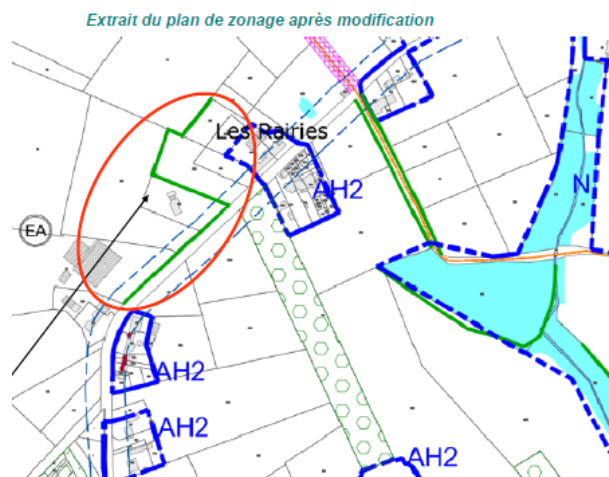 Extrait du plan de zonage après modification
Les Rairies
AH2
N
EA
AH2
AH2
AH2